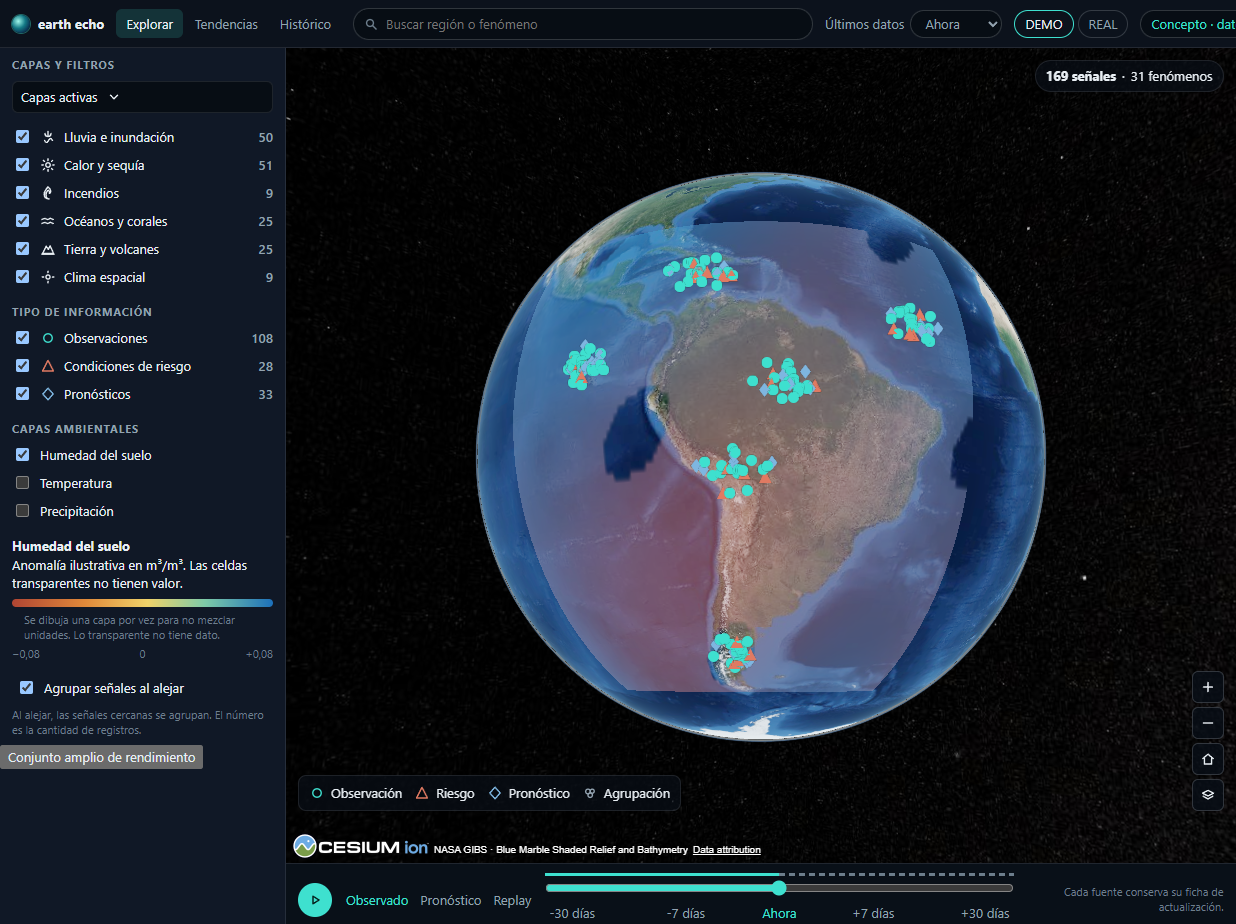 earth echo
Explorar
Tendencias
Histórico
Buscar región o fenómeno
Últimos datos
Ahora
DEMO
REAL
Concepto · dat
CAPAS Y FILTROS
Capas activas
Lluvia e inundación 50
Calor y sequía 51
Incendios 9
Océanos y corales 25
Tierra y volcanes 25
Clima espacial 9
TIPO DE INFORMACIÓN
Observaciones 108
Condiciones de riesgo 28
Pronósticos 33
CAPAS AMBIENTALES
Humedad del suelo
Temperatura
Precipitación
Humedad del suelo
Anomalía ilustrativa en m³/m³. Las celdas
transparentes no tienen valor.
Se dibuja una capa por vez para no mezclar
unidades. Lo transparente no tiene dato.
−0,08 0 +0,08
Agrupar señales al alejar
Al alejar, las señales cercanas se agrupan. El número
es la cantidad de registros.
Conjunto amplio de rendimiento
169 señales · 31 fenómenos
Observación
Riesgo
Pronóstico
Agrupación
CESIUM ion
NASA GIBS · Blue Marble Shaded Relief and Bathymetry Data attribution
Observado
Pronóstico
Replay
-30 días
-7 días
Ahora
+7 días
+30 días
Cada fuente conserva su ficha de
actualización.